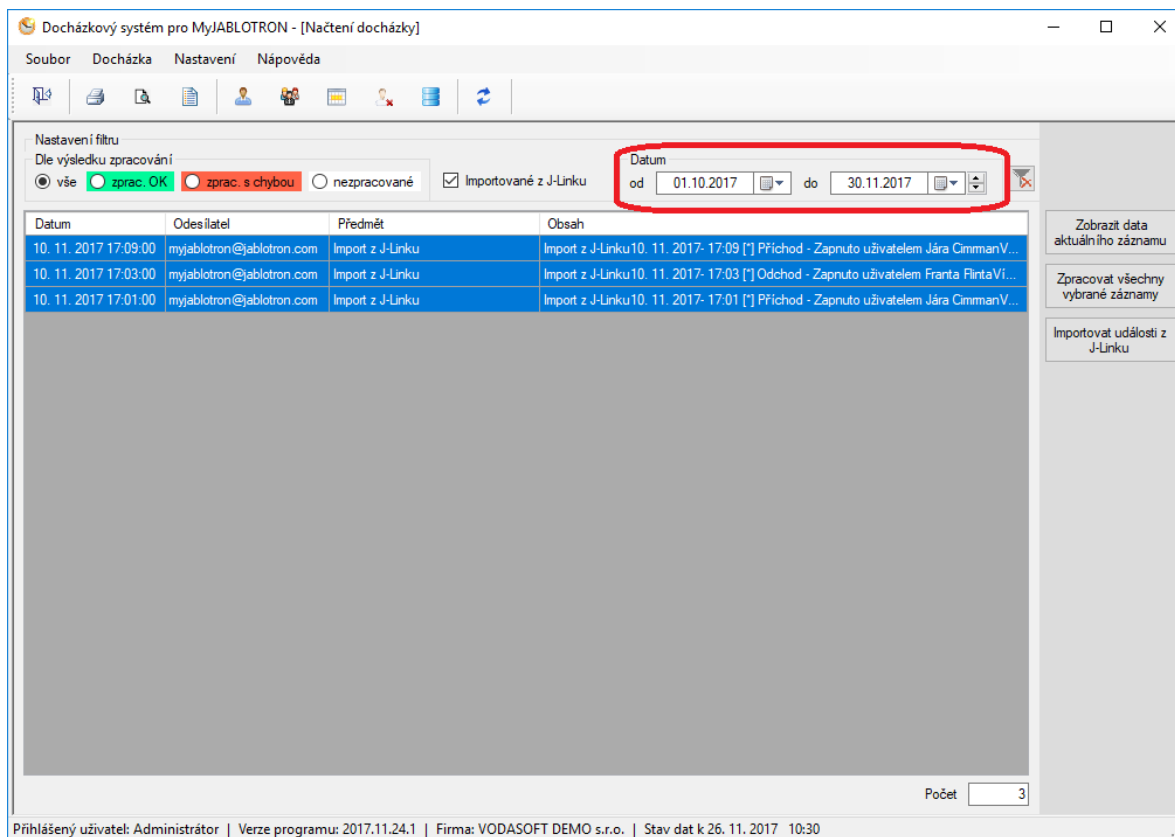 Docházkový systém pro MyJABLOTRON - [Načtení docházky]
Soubor Docházka Nastavení Nápověda
Nastavení filtru
Dle výsledku zpracování
vše zprac. OK zprac. s chybou nezpracované Importované z J-Linku
Datum
od 01.10.2017 do 30.11.2017
Datum Odesílatel Předmět Obsah
10. 11. 2017 17:09:00 myjablotron@jablotron.com Import z J-Linku Import z J-Linku10. 11. 2017- 17:09 [*] Příchod - Zapnuto uživatelem Jára CimrmanV...
10. 11. 2017 17:03:00 myjablotron@jablotron.com Import z J-Linku Import z J-Linku10. 11. 2017- 17:03 [*] Odchod - Zapnuto uživatelem Franta FlintaVí...
10. 11. 2017 17:01:00 myjablotron@jablotron.com Import z J-Linku Import z J-Linku10. 11. 2017- 17:01 [*] Příchod - Zapnuto uživatelem Jára CimrmanV...
Zobrazit data
aktuálního záznamu
Zpracovat všechny
vybrané záznamy
Importovat události z
J-Linku
Počet 3
Přihlášený uživatel: Administrátor | Verze programu: 2017.11.24.1 | Firma: VODASOFT DEMO s.r.o. | Stav dat k 26. 11. 2017 10:30